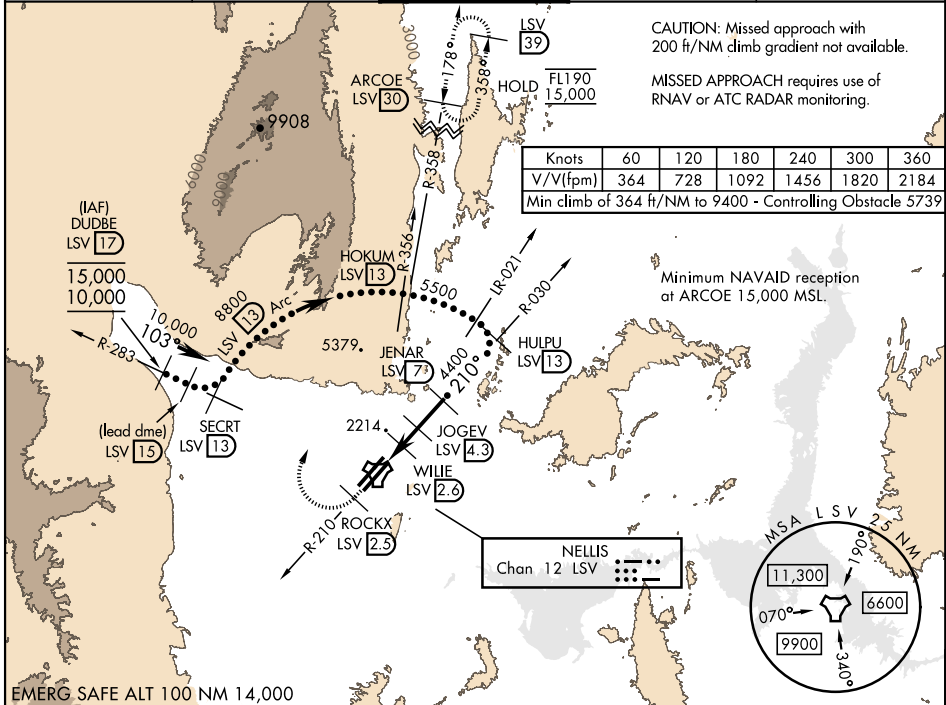 LSV
39
178°
358°
3000
ARCOE
LSV 30
HOLD
FL190
15,000
CAUTION: Missed approach with
200 ft/NM climb gradient not available.
MISSED APPROACH requires use of
RNAV or ATC RADAR monitoring.
9908
6000
9000
R-358
Knots 60 120 180 240 300 360
V/V(fpm) 364 728 1092 1456 1820 2184
Min climb of 364 ft/NM to 9400 - Controlling Obstacle 5739
(IAF)
DUDBE
LSV 17
15,000
10,000
10,000
103°
R-283
8800
LSV 13 Arc
HOKUM
LSV 13
R-356
5500
LR-021
R-030
Minimum NAVAID reception
at ARCOE 15,000 MSL.
5379
JENAR
LSV 7
4400
210°
HULPU
LSV 13
(lead dme)
LSV 15
SECRT
LSV 13
2214
JOGEV
LSV 4.3
WILIE
LSV 2.6
R-210
ROCKX
LSV 2.5
NELLIS
Chan 12 LSV
MSA LSV 25 NM
190°
11,300
070°
6600
9900
340°
EMERG SAFE ALT 100 NM 14,000